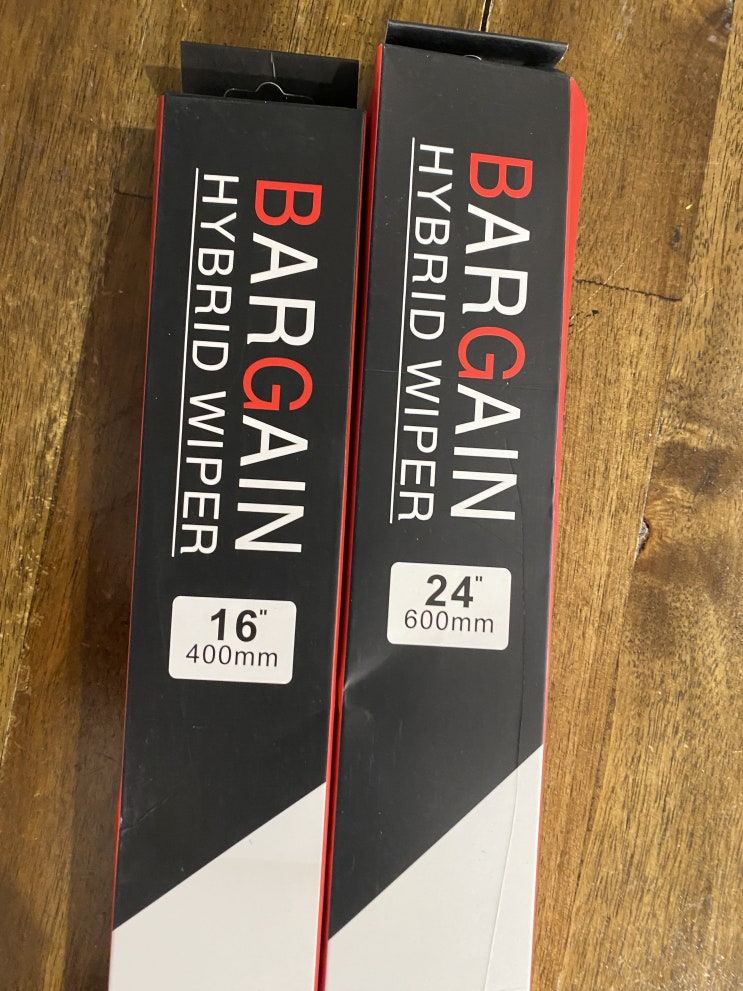 BARGAIN
HYBRID WIPER
16"
400mm
BARGAIN
HYBRID WIPER
24"
600mm